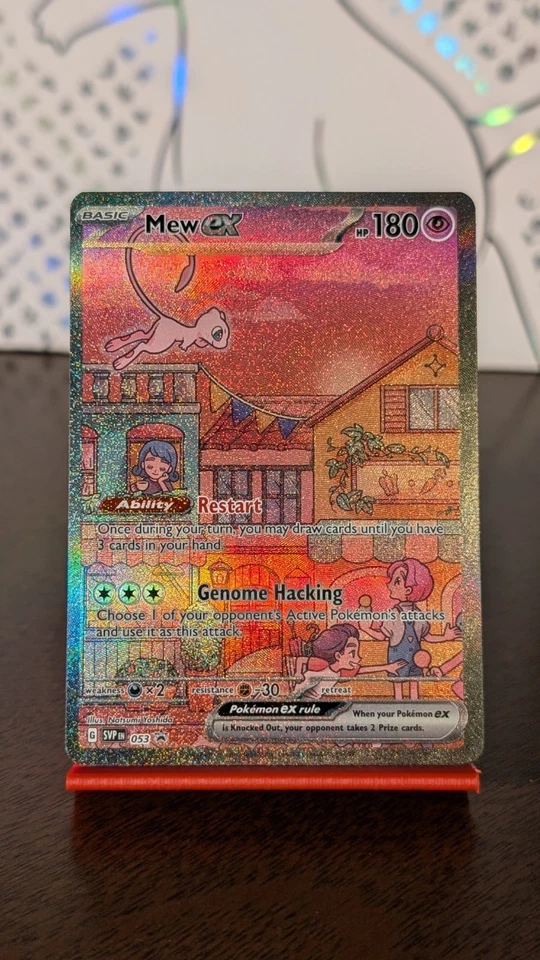 BASIC Mew ex HP 180
Ability Restart
Once during your turn, you may draw cards until you have
3 cards in your hand.
Genome Hacking
Choose 1 of your opponent's Active Pokémon's attacks
and use it as this attack.
weakness ×2 resistance -30 retreat
Pokémon ex rule
When your Pokémon ex
is Knocked Out, your opponent takes 2 Prize cards.
Illus. Natsumi Yoshida
G SVP EN 053